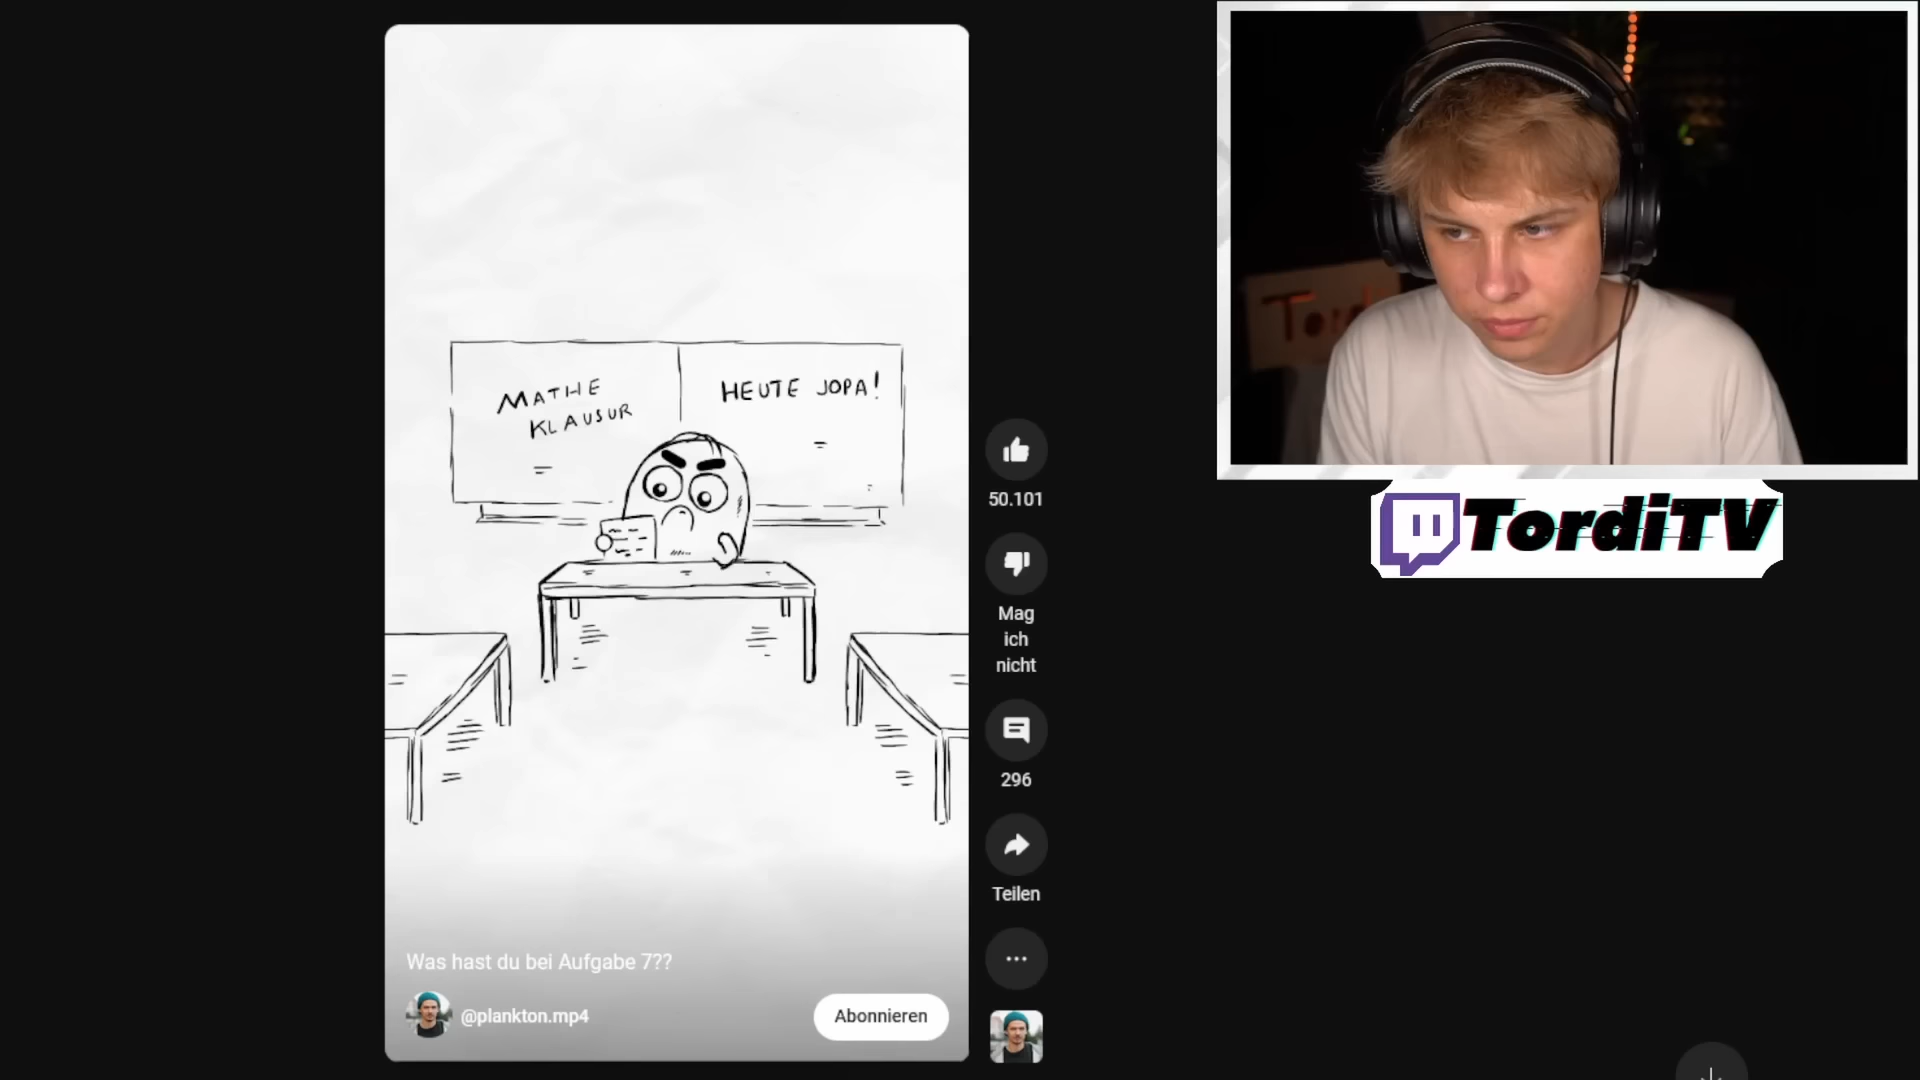 MATHE
KLAUSUR
HEUTE JOPA!
50.101
Mag
ich
nicht
296
Teilen
Was hast du bei Aufgabe 7??
@plankton.mp4
Abonnieren
TordiTV